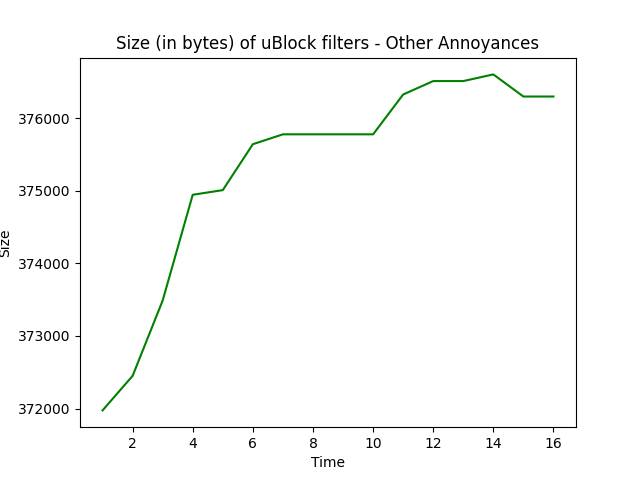 Size (in bytes) of uBlock filters - Other Annoyances
376000
375000
374000
373000
372000
Size
2 4 6 8 10 12 14 16
Time